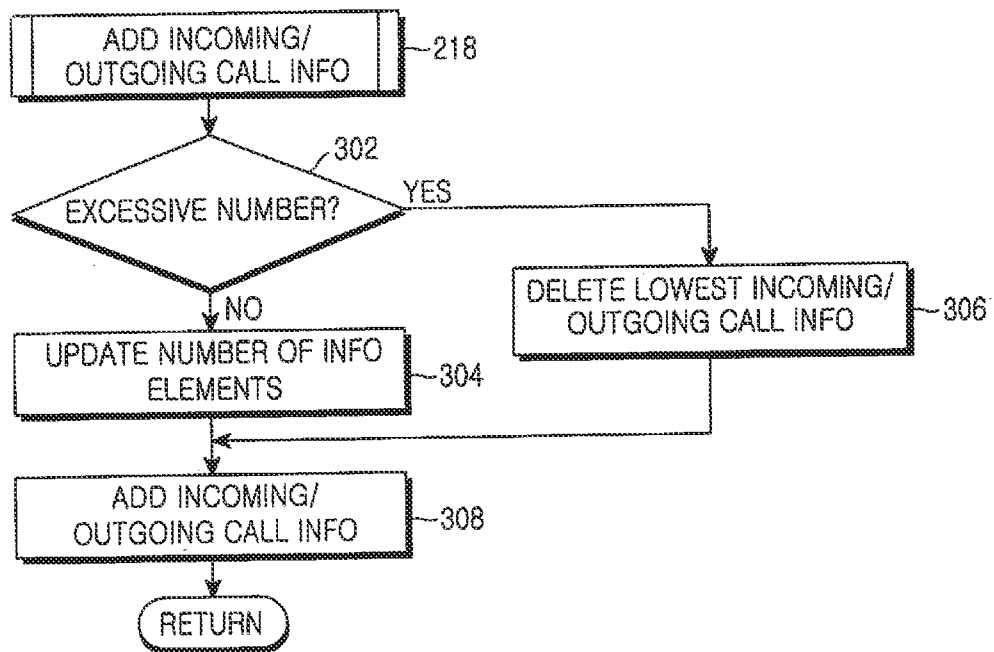 ADD INCOMING/
OUTGOING CALL INFO
218
302
EXCESSIVE NUMBER?
YES
NO
DELETE LOWEST INCOMING/
OUTGOING CALL INFO
306
UPDATE NUMBER OF INFO
ELEMENTS
304
ADD INCOMING/
OUTGOING CALL INFO
308
RETURN